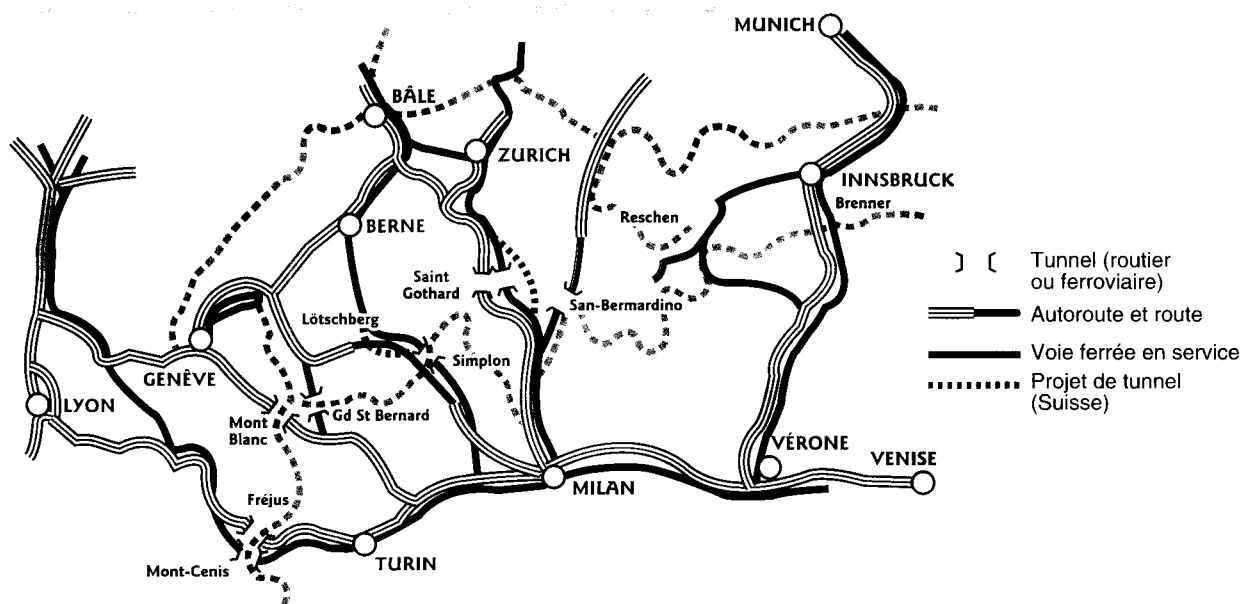 MUNICH
BÂLE
ZURICH
INNSBRUCK
Brenner
Reschen
BERNE
Saint
Gothard
San-Bermardino
Lötschberg
Simplon
GENÊVE
Gd St Bernard
Mont
Blanc
LYON
VÉRONE
VENISE
MILAN
Fréjus
TURIN
Mont-Cenis
Tunnel (routier
ou ferroviaire)
Autoroute et route
Voie ferrée en service
Projet de tunnel
(Suisse)